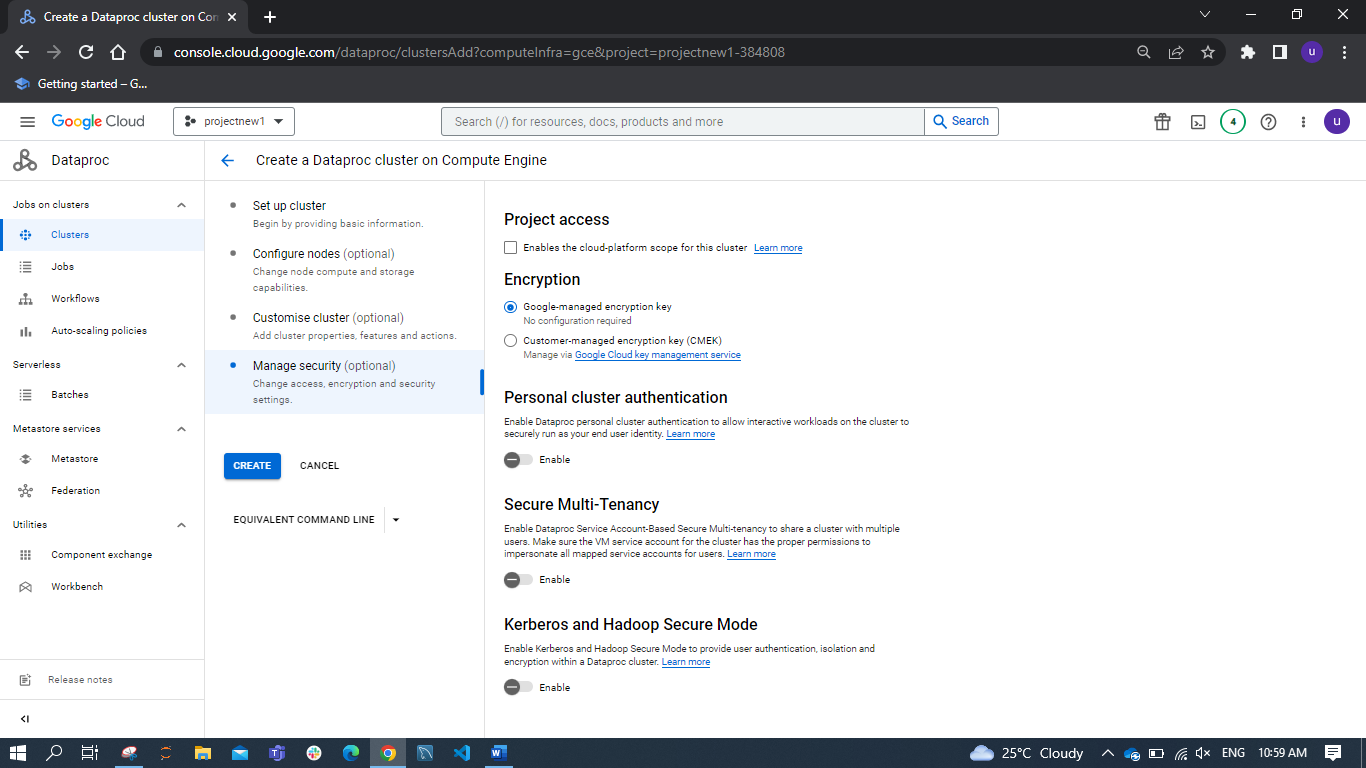 Create a Dataproc cluster on Con
console.cloud.google.com/dataproc/clustersAdd?computeInfra=gce&project=projectnew1-384808
u
Getting started – G...
Google Cloud
projectnew1
Search (/) for resources, docs, products and more
Search
4
u
Dataproc
Create a Dataproc cluster on Compute Engine
Jobs on clusters
Clusters
Jobs
Workflows
Auto-scaling policies
Serverless
Batches
Metastore services
Metastore
Federation
Utilities
Component exchange
Workbench
Release notes
Set up cluster
Begin by providing basic information.
Configure nodes (optional)
Change node compute and storage
capabilities.
Customise cluster (optional)
Add cluster properties, features and actions.
Manage security (optional)
Change access, encryption and security
settings.
CREATE
CANCEL
EQUIVALENT COMMAND LINE
Project access
Enables the cloud-platform scope for this cluster Learn more
Encryption
Google-managed encryption key
No configuration required
Customer-managed encryption key (CMEK)
Manage via Google Cloud key management service
Personal cluster authentication
Enable Dataproc personal cluster authentication to allow interactive workloads on the cluster to
securely run as your end user identity. Learn more
Enable
Secure Multi-Tenancy
Enable Dataproc Service Account-Based Secure Multi-tenancy to share a cluster with multiple
users. Make sure the VM service account for the cluster has the proper permissions to
impersonate all mapped service accounts for users. Learn more
Enable
Kerberos and Hadoop Secure Mode
Enable Kerberos and Hadoop Secure Mode to provide user authentication, isolation and
encryption within a Dataproc cluster. Learn more
Enable
25°C Cloudy
ENG
10:59 AM